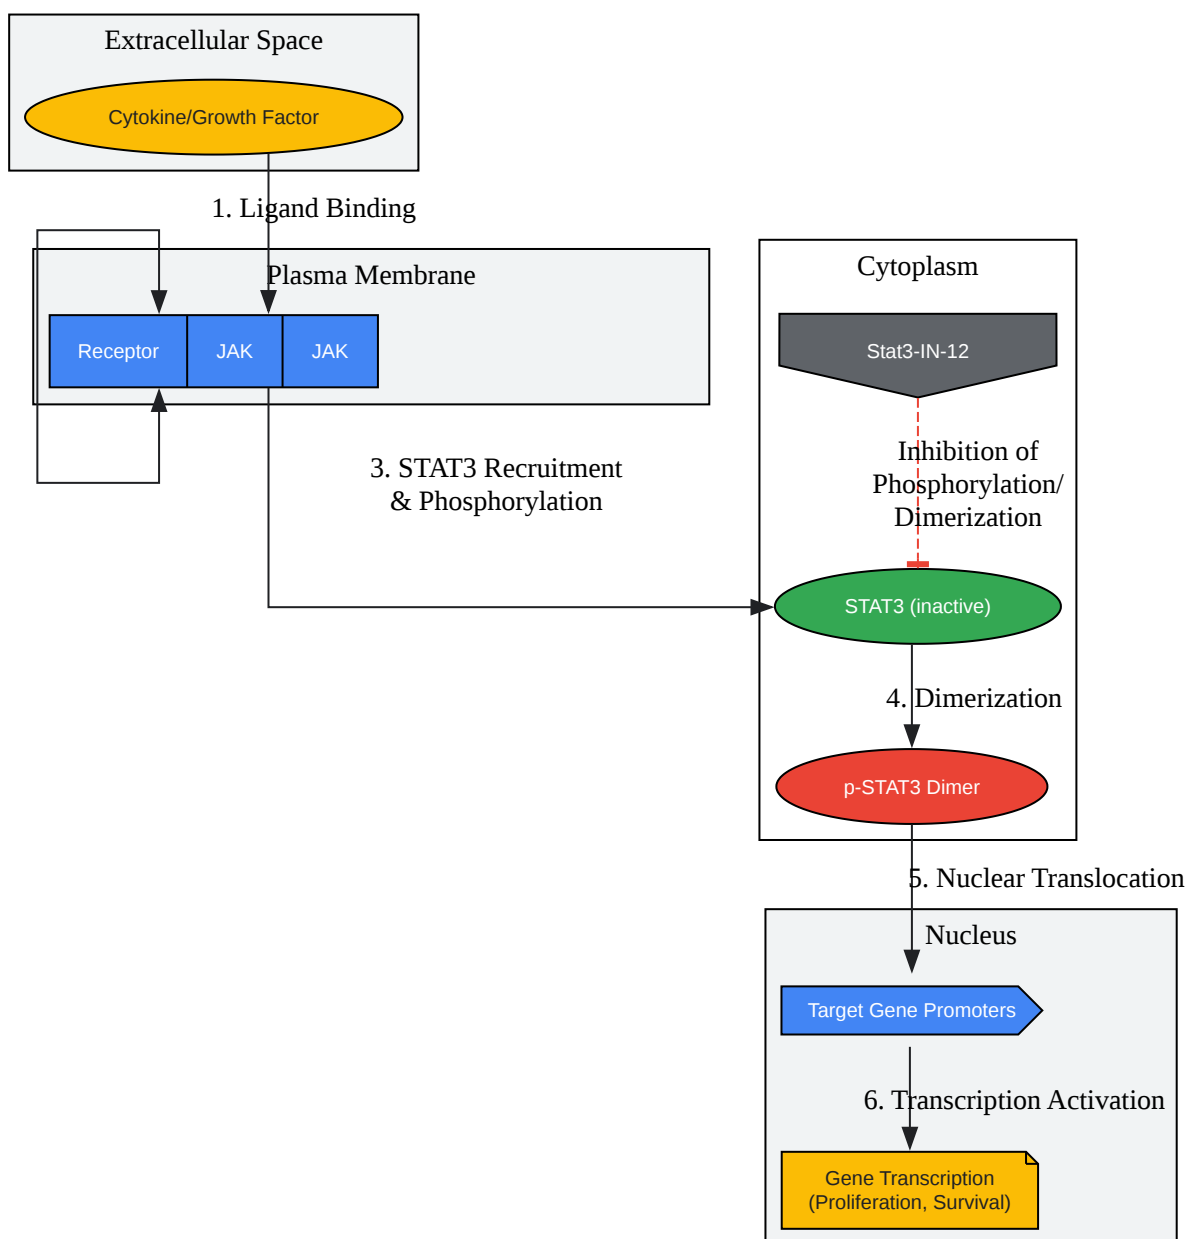 Extracellular Space
Cytokine/Growth Factor
1. Ligand Binding
Plasma Membrane
Receptor
JAK
JAK
3. STAT3 Recruitment
& Phosphorylation
Cytoplasm
Stat3-IN-12
Inhibition of
Phosphorylation/
Dimerization
STAT3 (inactive)
4. Dimerization
p-STAT3 Dimer
5. Nuclear Translocation
Nucleus
Target Gene Promoters
6. Transcription Activation
Gene Transcription
(Proliferation, Survival)